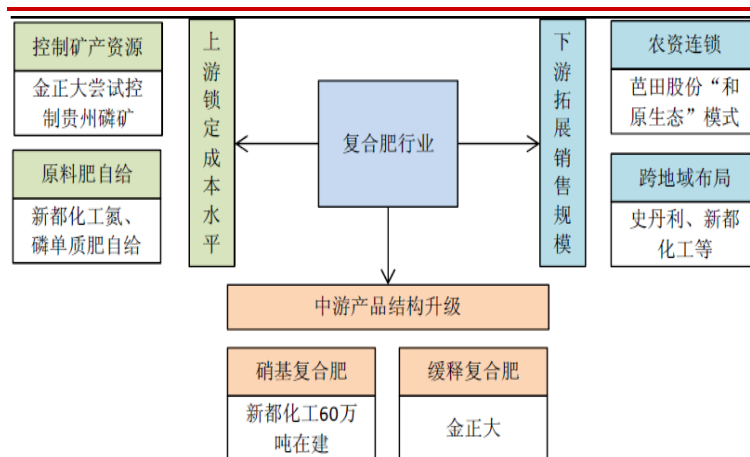 控制矿产资源
金正大尝试控
制贵州磷矿
原料肥自给
新都化工氮、
磷单质肥自给
上游锁定成本水平
复合肥行业
下游拓展销售规模
农资连锁
芭田股份“和
原生态”模式
跨地域布局
史丹利、新都
化工等
中游产品结构升级
硝基复合肥
新都化工60万
吨在建
缓释复合肥
金正大